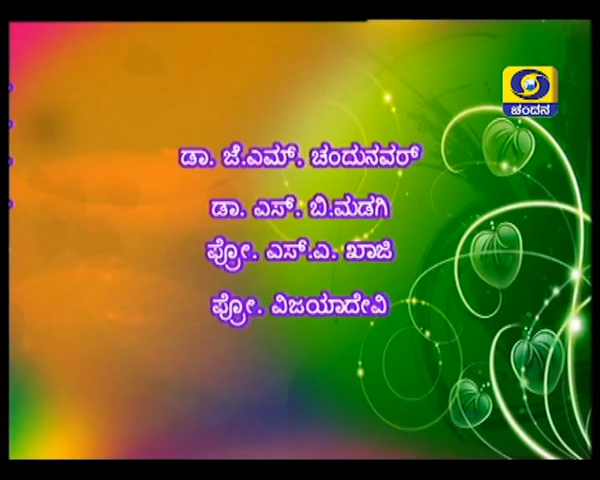 ಚಂದನ
ಡಾ. ಜೆ.ಎಮ್. ಚಂದುನವರ್
ಡಾ. ಎಸ್. ಬಿ.ಮಡಗಿ
ಪ್ರೋ. ಎಸ್.ಎ. ಖಾಜಿ
ಪ್ರೋ. ವಿಜಯಾದೇವಿ